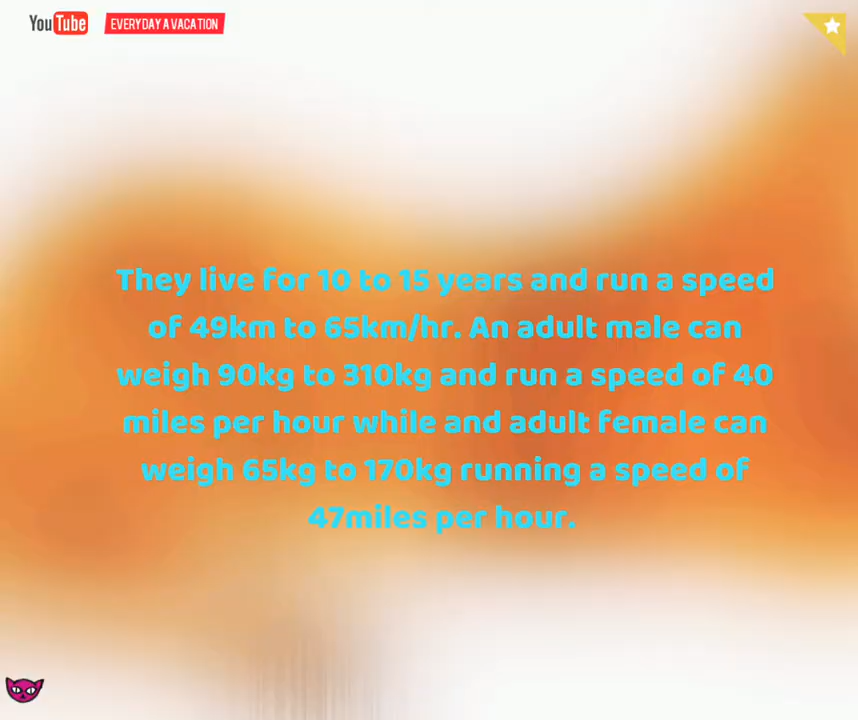 YouTube EVERYDAY A VACATION
They live for 10 to 15 years and run a speed
of 49km to 65km/hr. An adult male can
weigh 90kg to 310kg and run a speed of 40
miles per hour while and adult female can
weigh 65kg to 170kg running a speed of
47miles per hour.